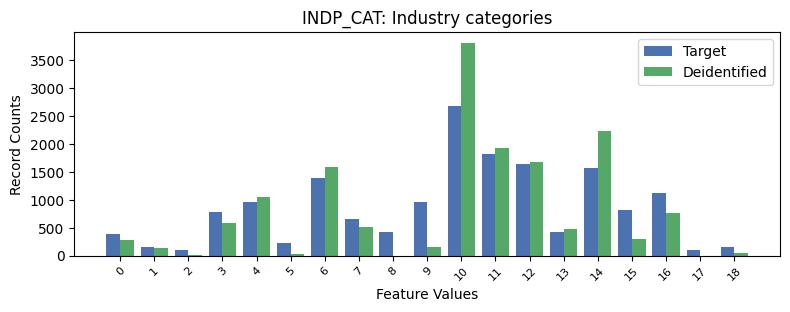 INDP_CAT: Industry categories
Target
Deidentified
Record Counts
3500
3000
2500
2000
1500
1000
500
0
0 1 2 3 4 5 6 7 8 9 10 11 12 13 14 15 16 17 18
Feature Values